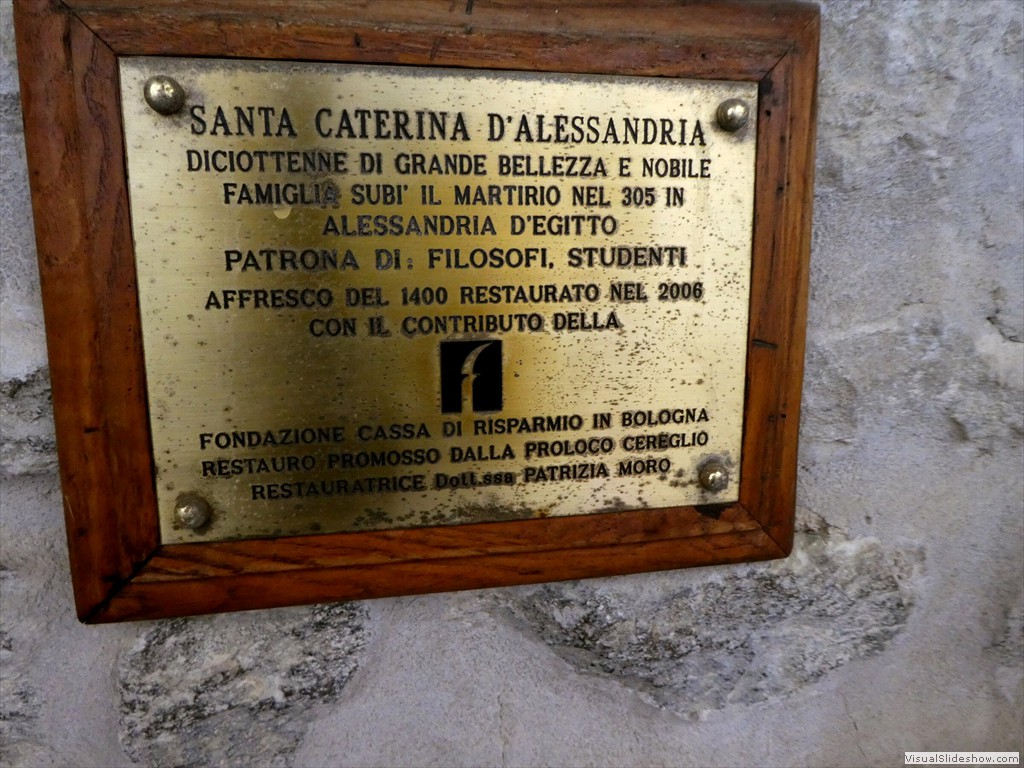 SANTA CATERINA D'ALESSANDRIA
DICIOTTENNE DI GRANDE BELLEZZA E NOBILE
FAMIGLIA SUBI' IL MARTIRIO NEL 305 IN
ALESSANDRIA D'EGITTO
PATRONA DI: FILOSOFI, STUDENTI
AFFRESCO DEL 1400 RESTAURATO NEL 2006
CON IL CONTRIBUTO DELLA
FONDAZIONE CASSA DI RISPARMIO IN BOLOGNA
RESTAURO PROMOSSO DALLA PROLOCO CEREGLIO
RESTAURATRICE Dott.ssa PATRIZIA MORO
VisualSlideshow.com